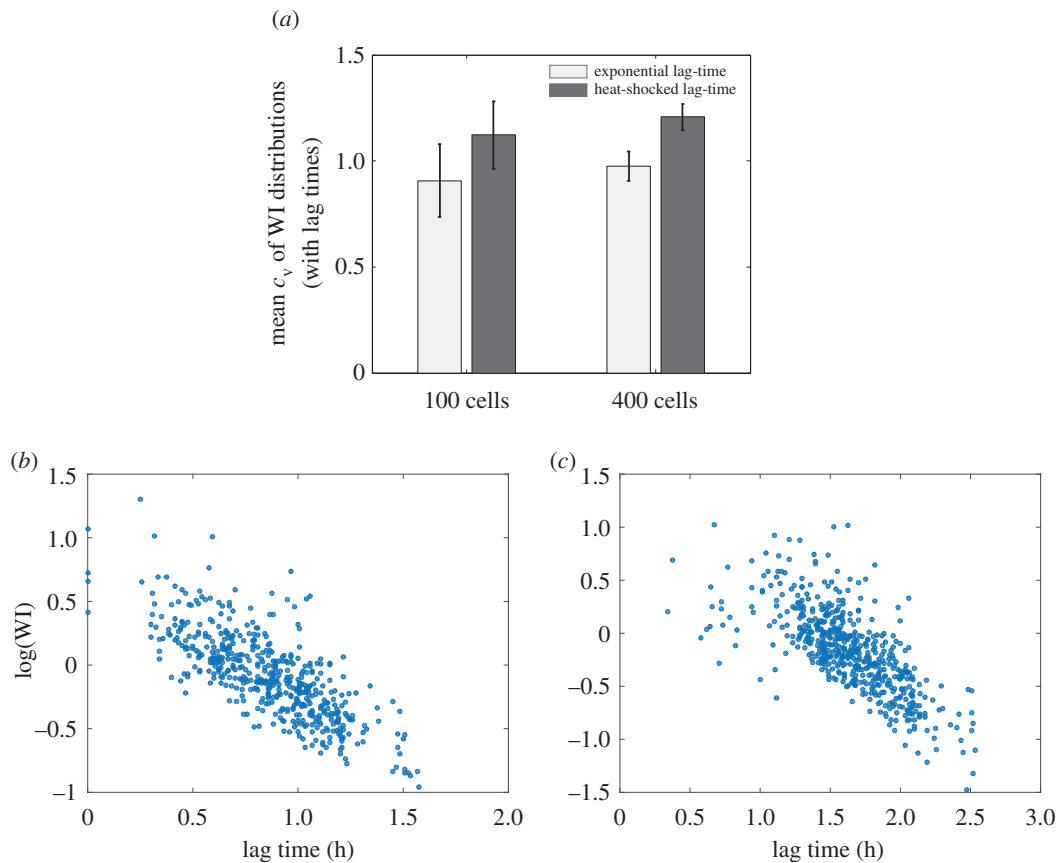 (a)
1.5
1.0
0.5
0
mean cv of WI distributions
(with lag times)
exponential lag-time
heat-shocked lag-time
100 cells
400 cells
(b)
1.5
1.0
0.5
0
−0.5
−1
log(WI)
0
0.5
1.0
1.5
2.0
lag time (h)
(c)
1.5
1.0
0.5
0
−0.5
−1.0
−1.5
0
0.5
1.0
1.5
2.0
2.5
3.0
lag time (h)